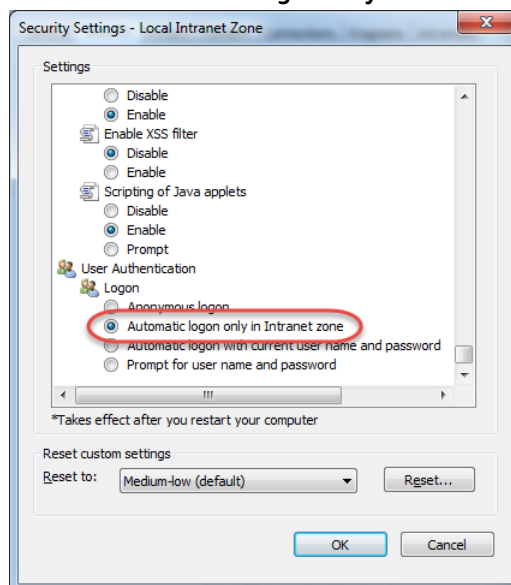 Security Settings - Local Intranet Zone
Settings
Disable
Enable
Enable XSS filter
Disable
Enable
Scripting of Java applets
Disable
Enable
Prompt
User Authentication
Logon
Anonymous logon
Automatic logon only in Intranet zone
Automatic logon with current user name and password
Prompt for user name and password
*Takes effect after you restart your computer
Reset custom settings
Reset to:
Medium-low (default)
Reset...
OK
Cancel